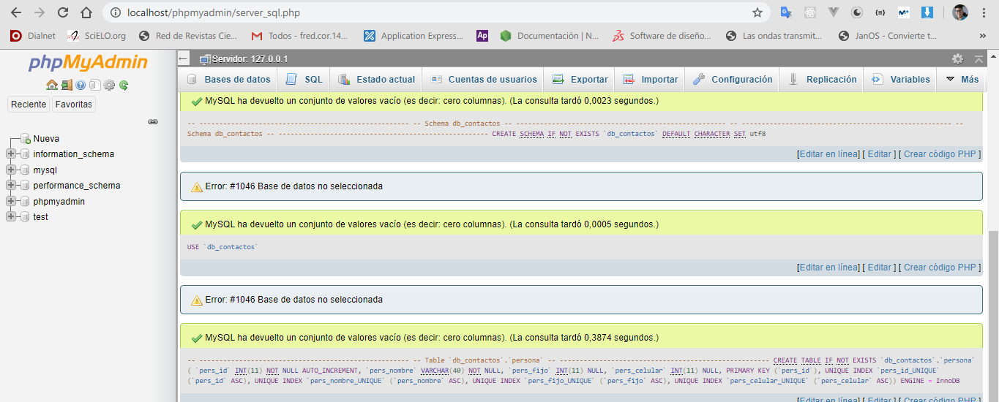 localhost/phpmyadmin/server_sql.php
Dialnet
SciELO.org
Red de Revistas Cie...
Todos - fred.cor.14...
Application Express...
Ap
Documentación | N...
Software de diseño...
Las ondas transmit...
JanOS - Convierte t...
phpMyAdmin
Reciente
Favoritas
Nueva
information_schema
mysql
performance_schema
phpmyadmin
test
Servidor: 127.0.0.1
Bases de datos
SQL
Estado actual
Cuentas de usuarios
Exportar
Importar
Configuración
Replicación
Variables
Más
MySQL ha devuelto un conjunto de valores vacío (es decir: cero columnas). (La consulta tardó 0,0023 segundos.)
-- ----------------------------------------------------- -- Schema db_contactos -- ----------------------------------------------------- -- ----------------------------------------------------- --
Schema db_contactos -- ----------------------------------------------------- CREATE SCHEMA IF NOT EXISTS `db_contactos` DEFAULT CHARACTER SET utf8
[Editar en línea] [ Editar ] [ Crear código PHP ]
Error: #1046 Base de datos no seleccionada
MySQL ha devuelto un conjunto de valores vacío (es decir: cero columnas). (La consulta tardó 0,0005 segundos.)
USE `db_contactos`
[Editar en línea] [ Editar ] [ Crear código PHP ]
Error: #1046 Base de datos no seleccionada
MySQL ha devuelto un conjunto de valores vacío (es decir: cero columnas). (La consulta tardó 0,3874 segundos.)
-- ----------------------------------------------------- -- Table `db_contactos`.`persona` -- ----------------------------------------------------- CREATE TABLE IF NOT EXISTS `db_contactos`.`persona`
( `pers_id` INT(11) NOT NULL AUTO_INCREMENT, `pers_nombre` VARCHAR(40) NOT NULL, `pers_fijo` INT(11) NULL, `pers_celular` INT(11) NULL, PRIMARY KEY (`pers_id`), UNIQUE INDEX `pers_id_UNIQUE`
(`pers_id` ASC), UNIQUE INDEX `pers_nombre_UNIQUE` (`pers_nombre` ASC), UNIQUE INDEX `pers_fijo_UNIQUE` (`pers_fijo` ASC), UNIQUE INDEX `pers_celular_UNIQUE` (`pers_celular` ASC)) ENGINE = InnoDB
[Editar en línea] [ Editar ] [ Crear código PHP ]